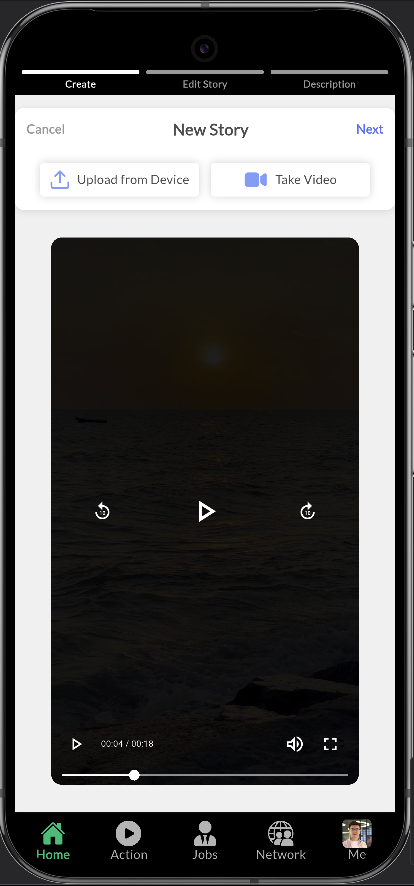 Create Edit Story Description
Cancel New Story Next
Upload from Device Take Video
10 10
00:04 / 00:18
Home Action Jobs Network Me